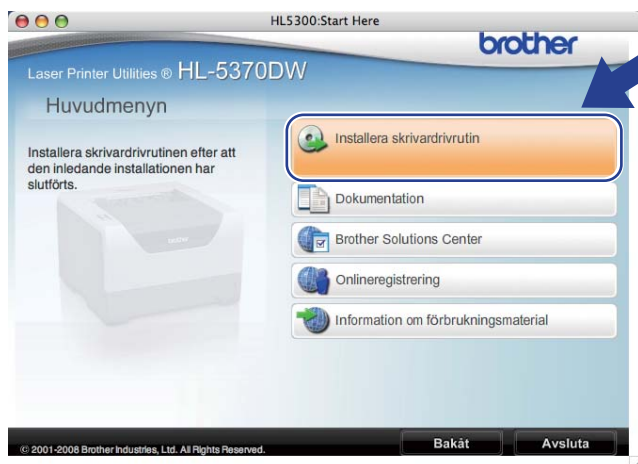 HL5300:Start Here
brother
Laser Printer Utilities ® HL-5370DW
Huvudmenyn
Installera skrivardrivrutinen efter att
den inledande installationen har
slutförts.
Installera skrivardrivrutin
Dokumentation
Brother Solutions Center
Onlineregistrering
Information om förbrukningsmaterial
© 2001-2008 Brother Industries, Ltd. All Rights Reserved.
Bakåt
Avsluta